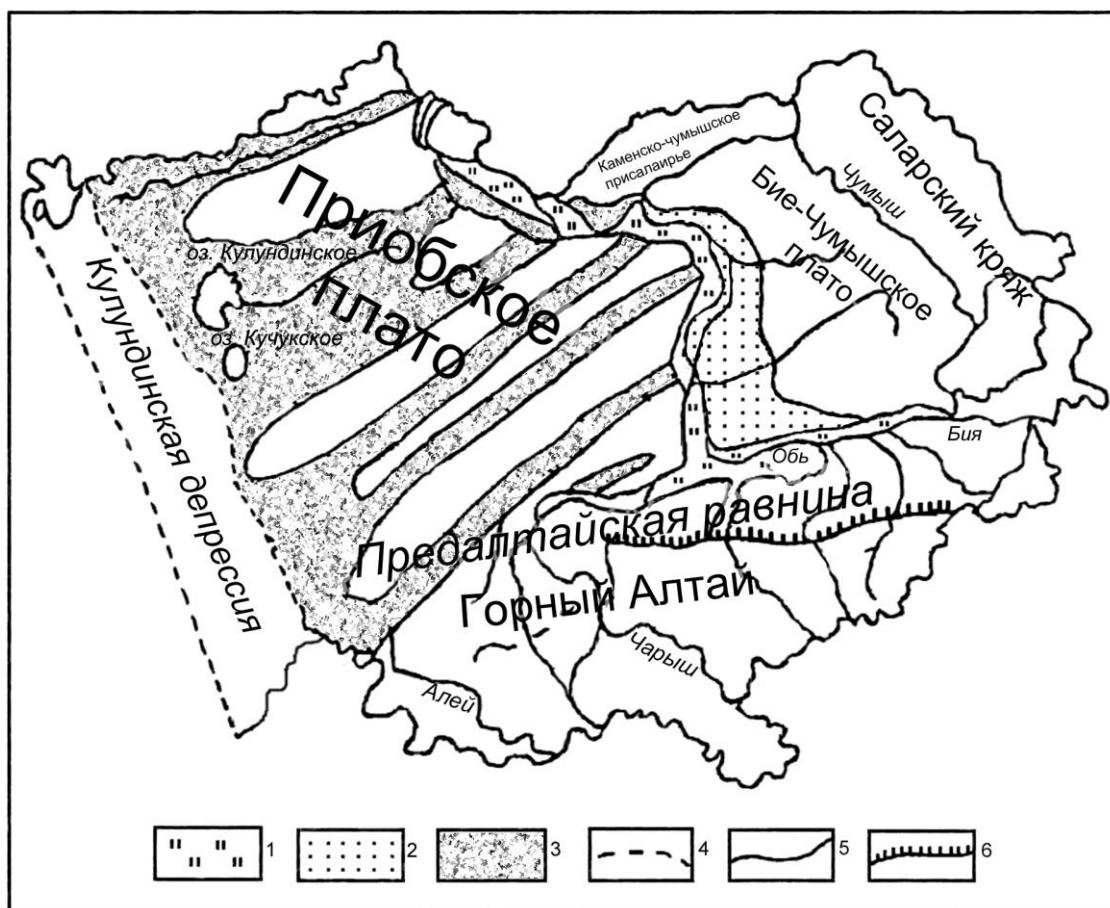 Каменско-чумышское
присалаирье
Саларский кряж
Чумыш
Бие-Чумышское
плато
Приобское
плато
оз. Кулундинское
оз. Кучукское
Кулундинская депрессия
Бия
Обь
Предалтайская равнина
Горный Алтай
Чарыш
Алей
1
2
3
4
5
6